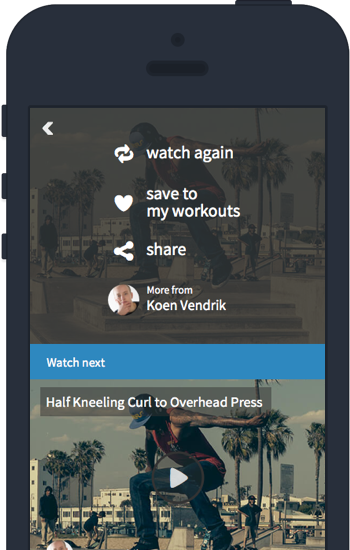 watch again
save to
my workouts
share
More from
Koen Vendrik
Watch next
Half Kneeling Curl to Overhead Press